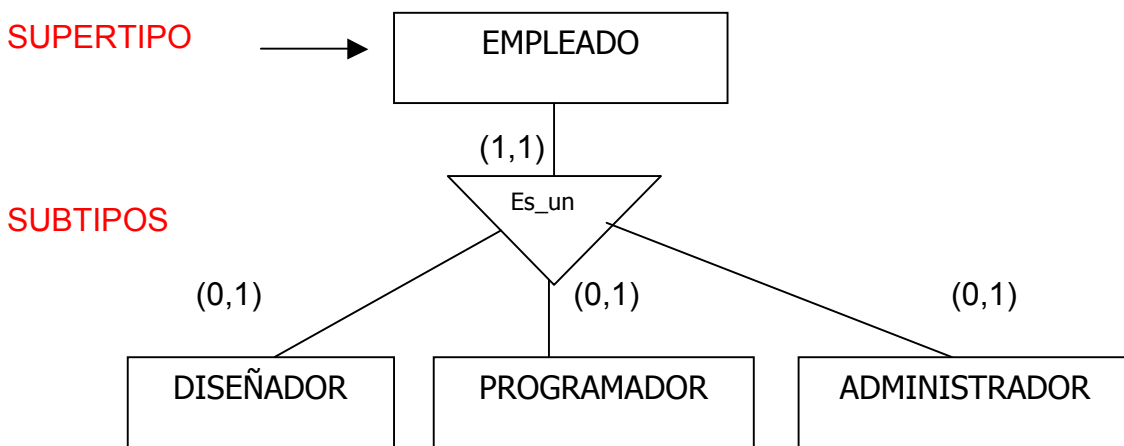 SUPERTIPO
EMPLEADO
(1,1)
Es_un
SUBTIPOS
(0,1)
(0,1)
(0,1)
DISEÑADOR
PROGRAMADOR
ADMINISTRADOR